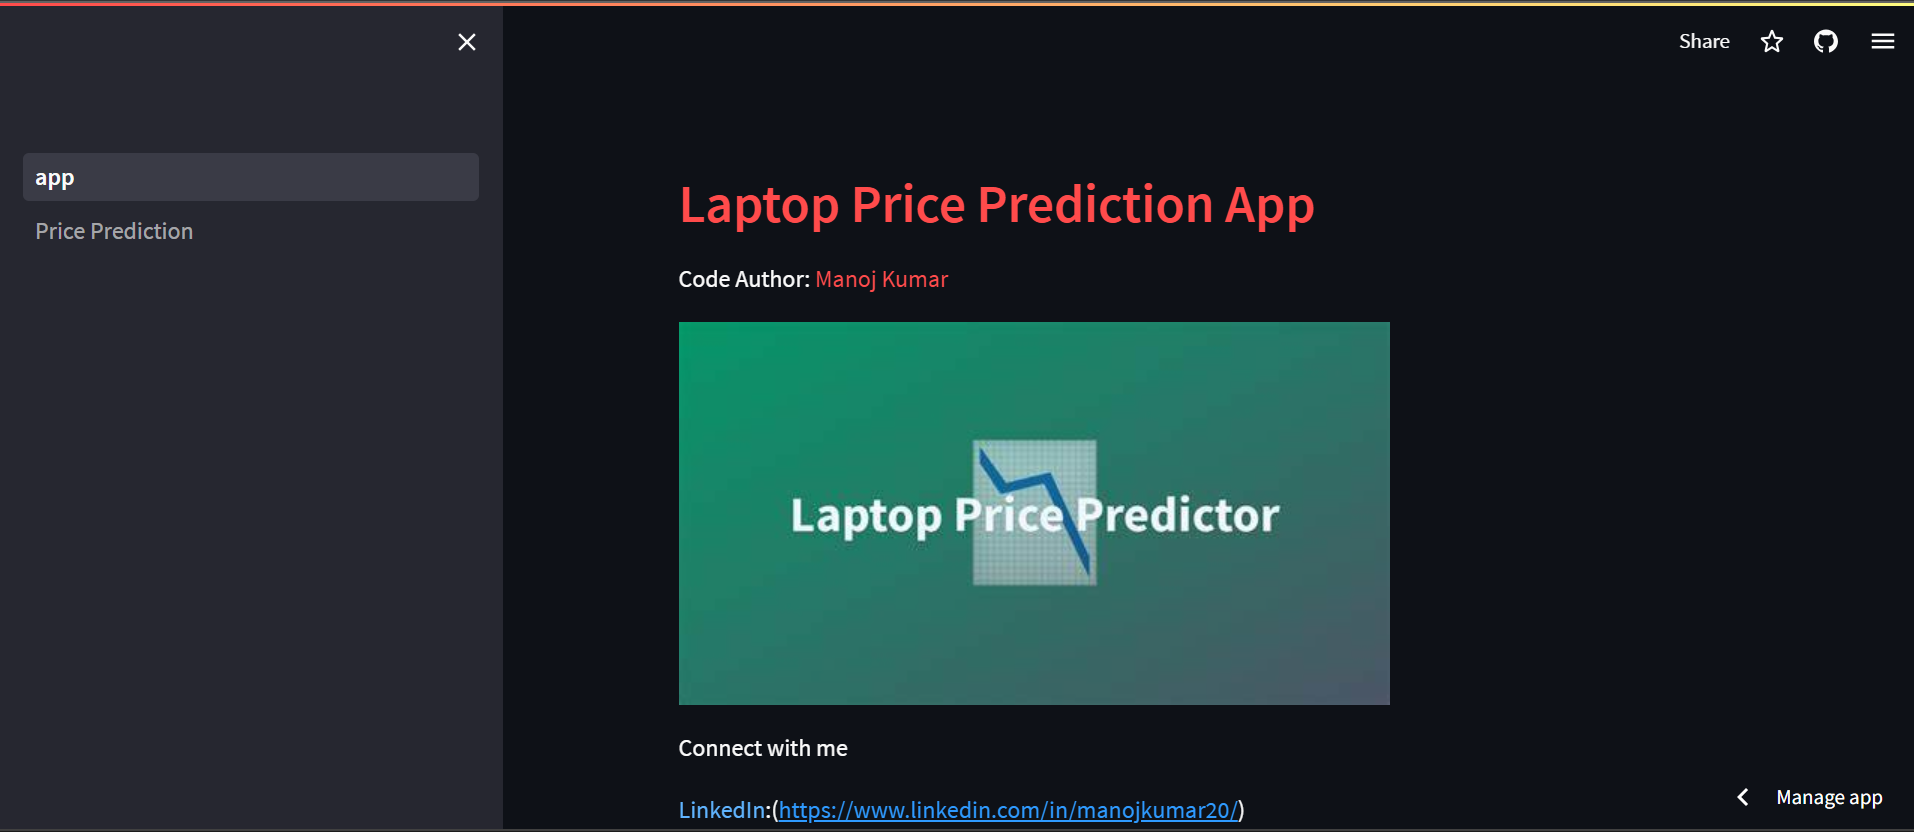 Share
app
Price Prediction
Laptop Price Prediction App
Code Author: Manoj Kumar
Laptop Price Predictor
Connect with me
LinkedIn:(https://www.linkedin.com/in/manojkumar20/)
Manage app